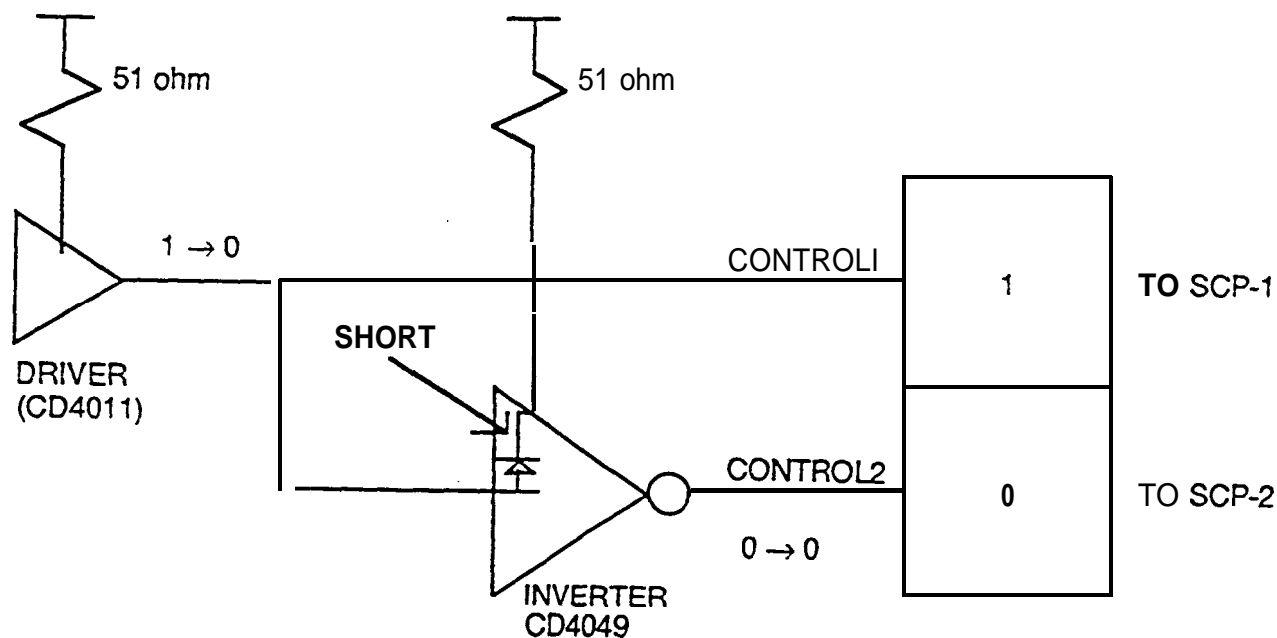 51 ohm
51 ohm
1 → 0
CONTROLI
1
TO SCP-1
SHORT
DRIVER
(CD4011)
CONTROL2
0
TO SCP-2
0 → 0
INVERTER
CD4049